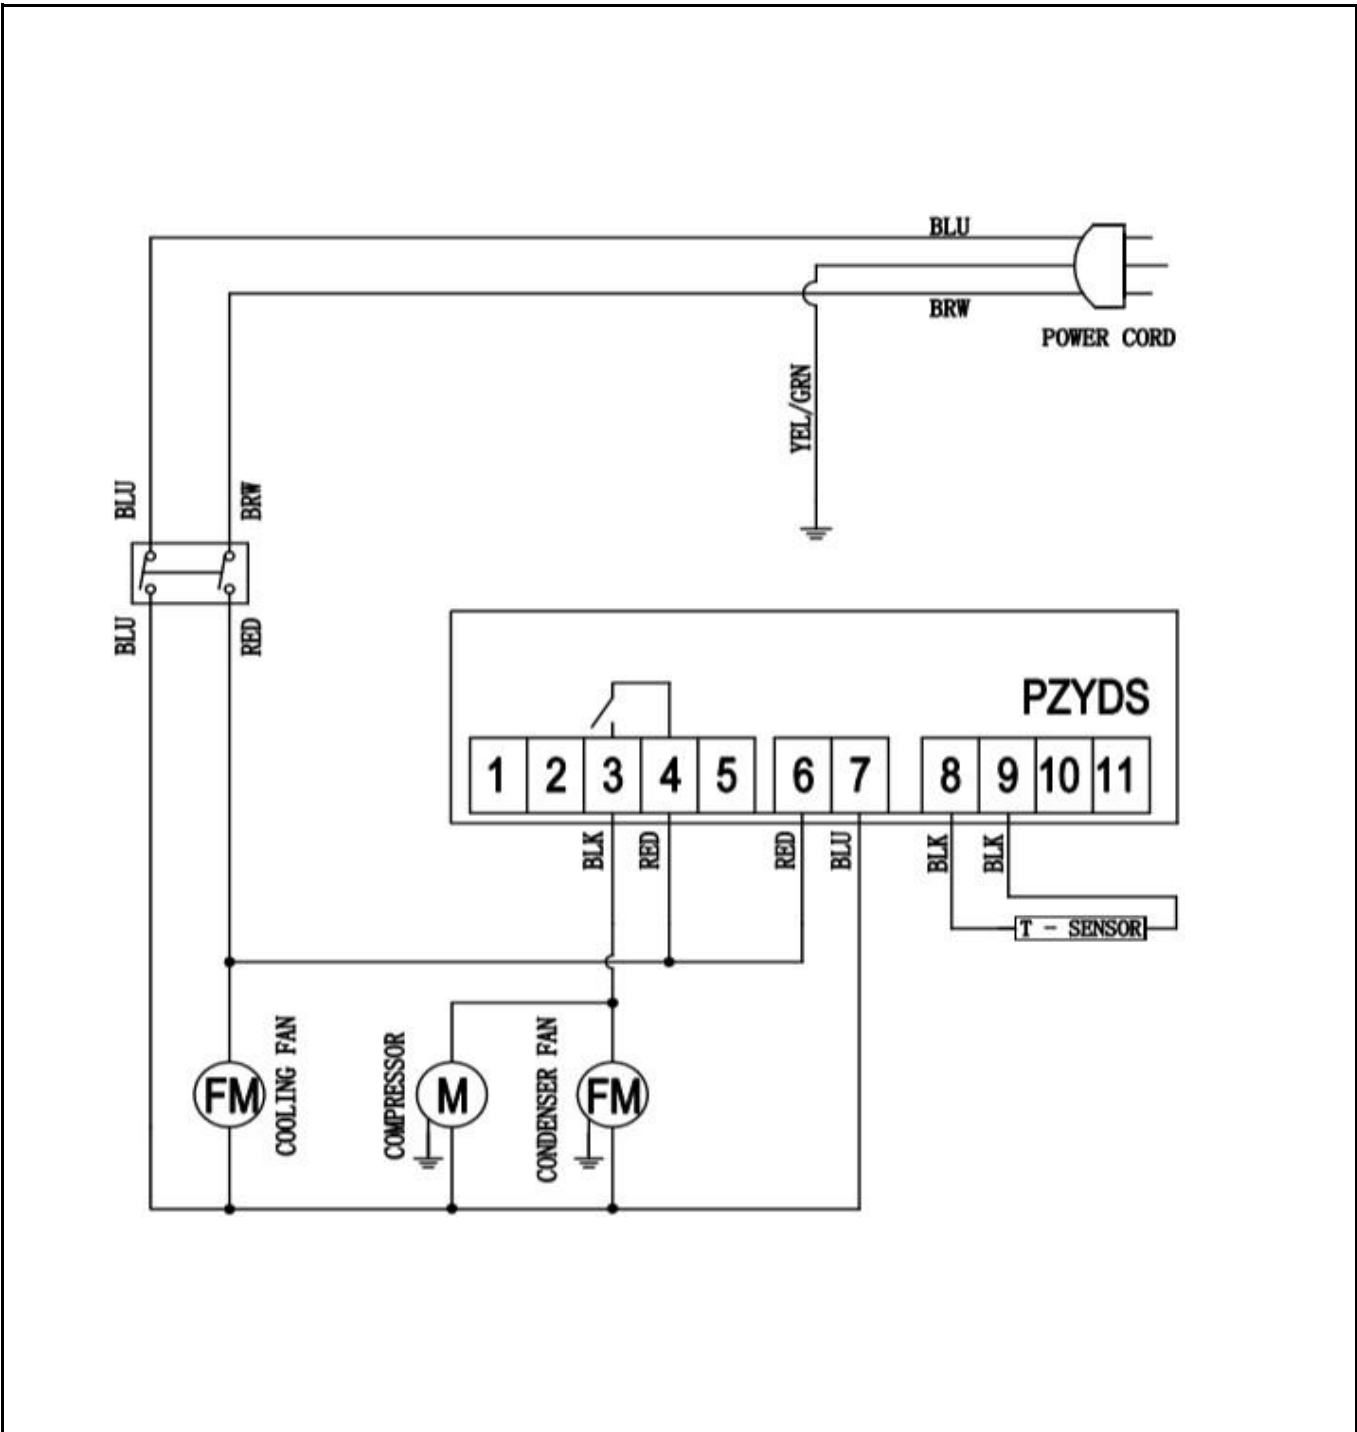 BLU
BRW
POWER CORD
YEL/GRN
BLU
BRW
BLU
RED
PZYDS
1 2 3 4 5 6 7 8 9 10 11
BLK
RED
RED
BLU
BLK
BLK
T - SENSOR
FM
COOLING FAN
COMPRESSOR
M
CONDENSER FAN
FM